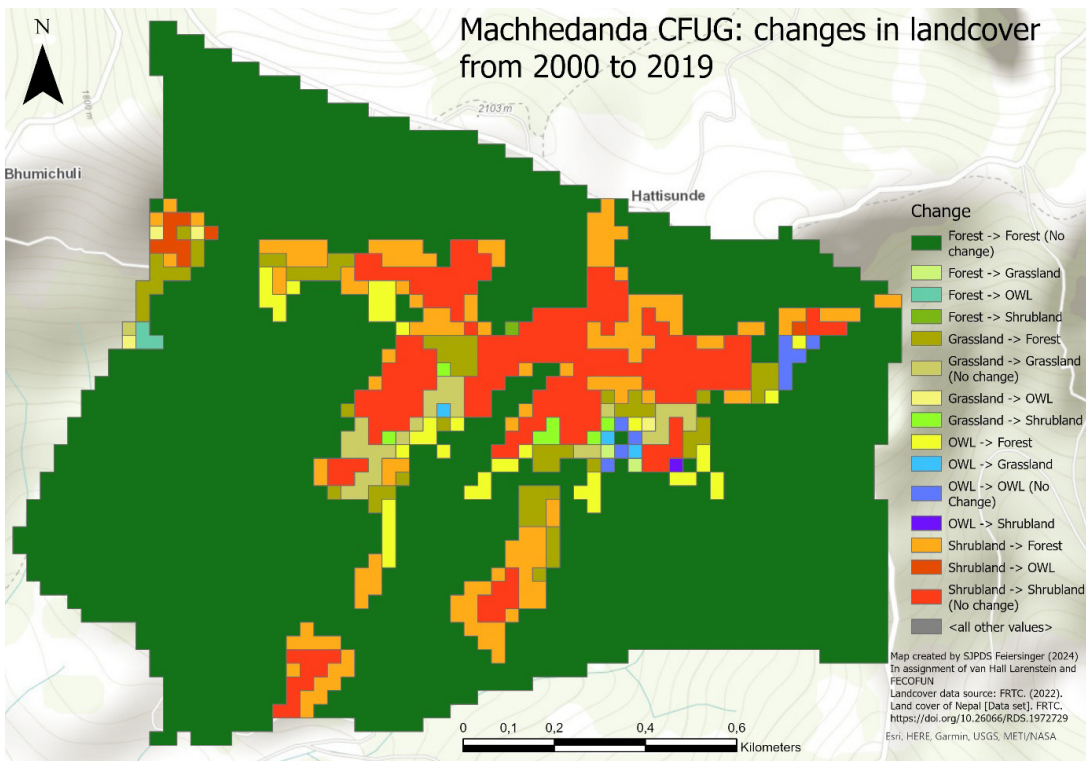 Machhedanda CFUG: changes in landcover
from 2000 to 2019
N
1800 m
2103 m
Bhumichuli
Hattisunde
Change
Forest -> Forest (No
change)
Forest -> Grassland
Forest -> OWL
Forest -> Shrubland
Grassland -> Forest
Grassland -> Grassland
(No change)
Grassland -> OWL
Grassland -> Shrubland
OWL -> Forest
OWL -> Grassland
OWL -> OWL (No
Change)
OWL -> Shrubland
Shrubland -> Forest
Shrubland -> OWL
Shrubland -> Shrubland
(No change)
<all other values>
Map created by SJPDS Feiersinger (2024)
In assignment of van Hall Larenstein and
FECOFUN
Landcover data source: FRTC. (2022).
Land cover of Nepal [Data set]. FRTC.
https://doi.org/10.26066/RDS.1972729
Esri, HERE, Garmin, USGS, METI/NASA
0 0,1 0,2 0,4 0,6
Kilometers